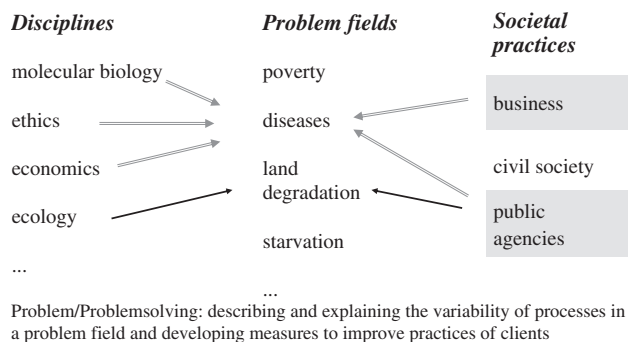 Disciplines
Problem fields
Societal
practices
molecular biology
poverty
business
ethics
diseases
economics
land
degradation
civil society
ecology
public
agencies
starvation
...
...
Problem/Problemsolving: describing and explaining the variability of processes in
a problem field and developing measures to improve practices of clients